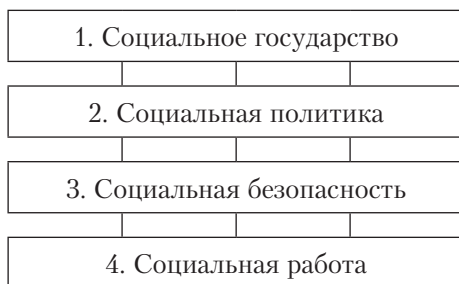 1. Социальное государство
2. Социальная политика
3. Социальная безопасность
4. Социальная работа